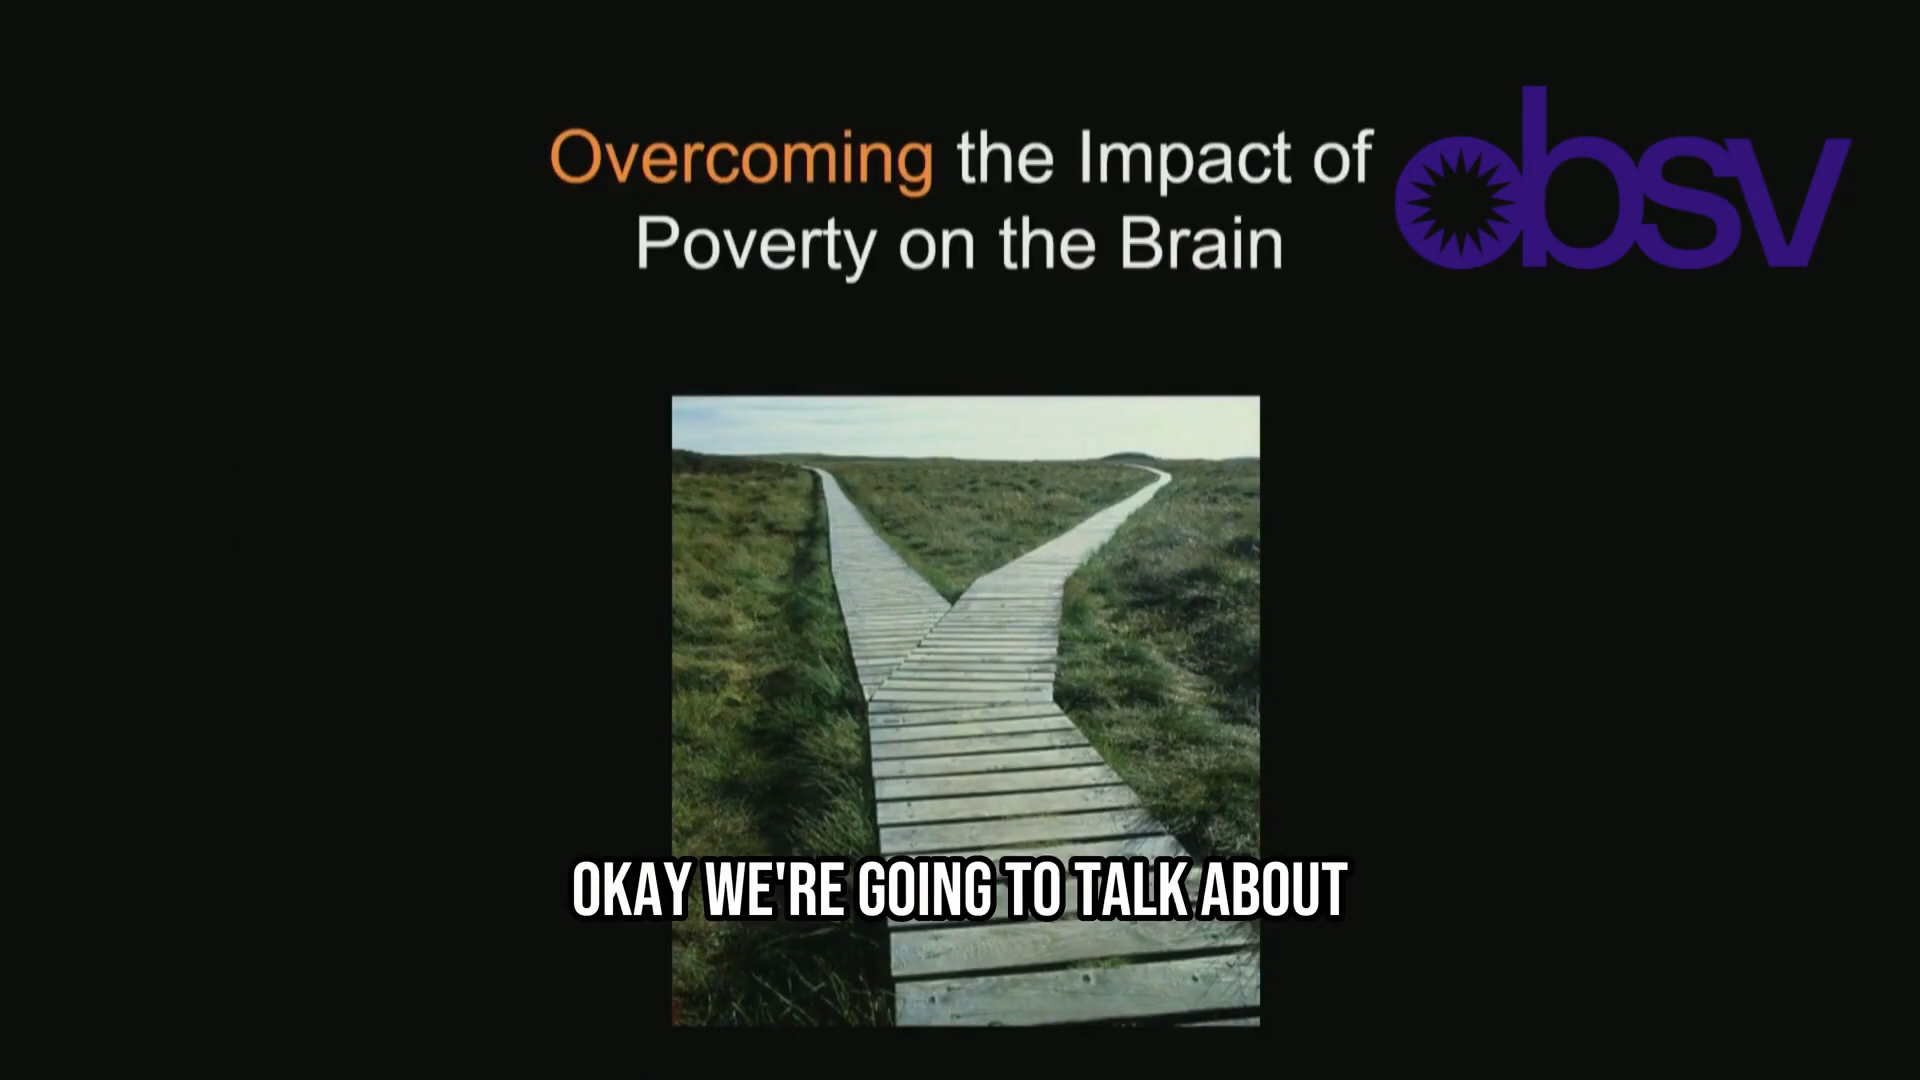 Overcoming the Impact of
Poverty on the Brain
obsv
OKAY WE'RE GOING TO TALK ABOUT